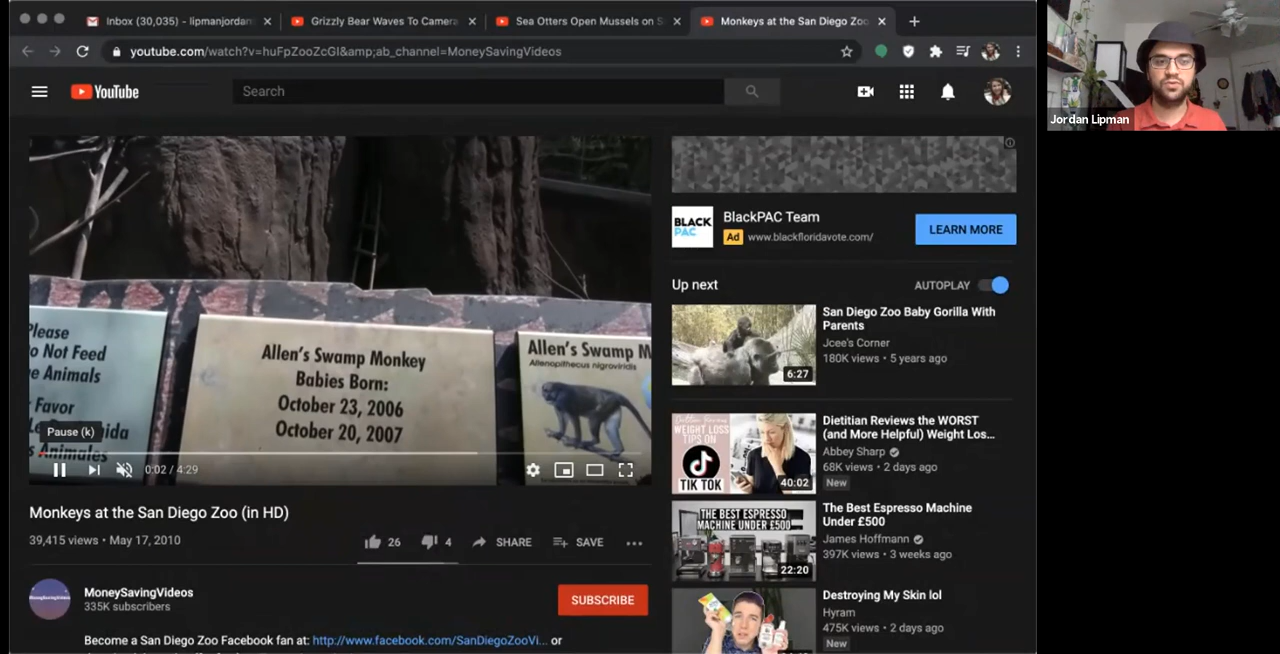 Inbox (30,035) - lipmanjordan
Grizzly Bear Waves To Camera
Sea Otters Open Mussels on S
Monkeys at the San Diego Zoo
youtube.com/watch?v=huFpZooZcGI&amp;ab_channel=MoneySavingVideos
YouTube
Search
Jordan Lipman
Please
Do Not Feed
the Animals
Favor
Animales
Allen's Swamp Monkey
Babies Born:
October 23, 2006
October 20, 2007
Allen's Swamp M
Allenopithecus nigroviridis
Pause (k)
0:02 / 4:29
Monkeys at the San Diego Zoo (in HD)
39,415 views • May 17, 2010
26
4
SHARE
SAVE
MoneySavingVideos
335K subscribers
SUBSCRIBE
Become a San Diego Zoo Facebook fan at: http://www.facebook.com/SanDiegoZooVi... or
BLACK
PAC
BlackPAC Team
Ad www.blackfloridavote.com/
LEARN MORE
Up next
AUTOPLAY
6:27
San Diego Zoo Baby Gorilla With
Parents
Jcee's Corner
180K views • 5 years ago
WEIGHT LOSS
TIPS ON
TIK TOK
40:02
Dietitian Reviews the WORST
(and More Helpful) Weight Los...
Abbey Sharp
68K views • 2 days ago
New
THE BEST ESPRESSO
MACHINE UNDER £500
22:20
The Best Espresso Machine
Under £500
James Hoffmann
397K views • 3 weeks ago
Destroying My Skin lol
Hyram
475K views • 2 days ago
New